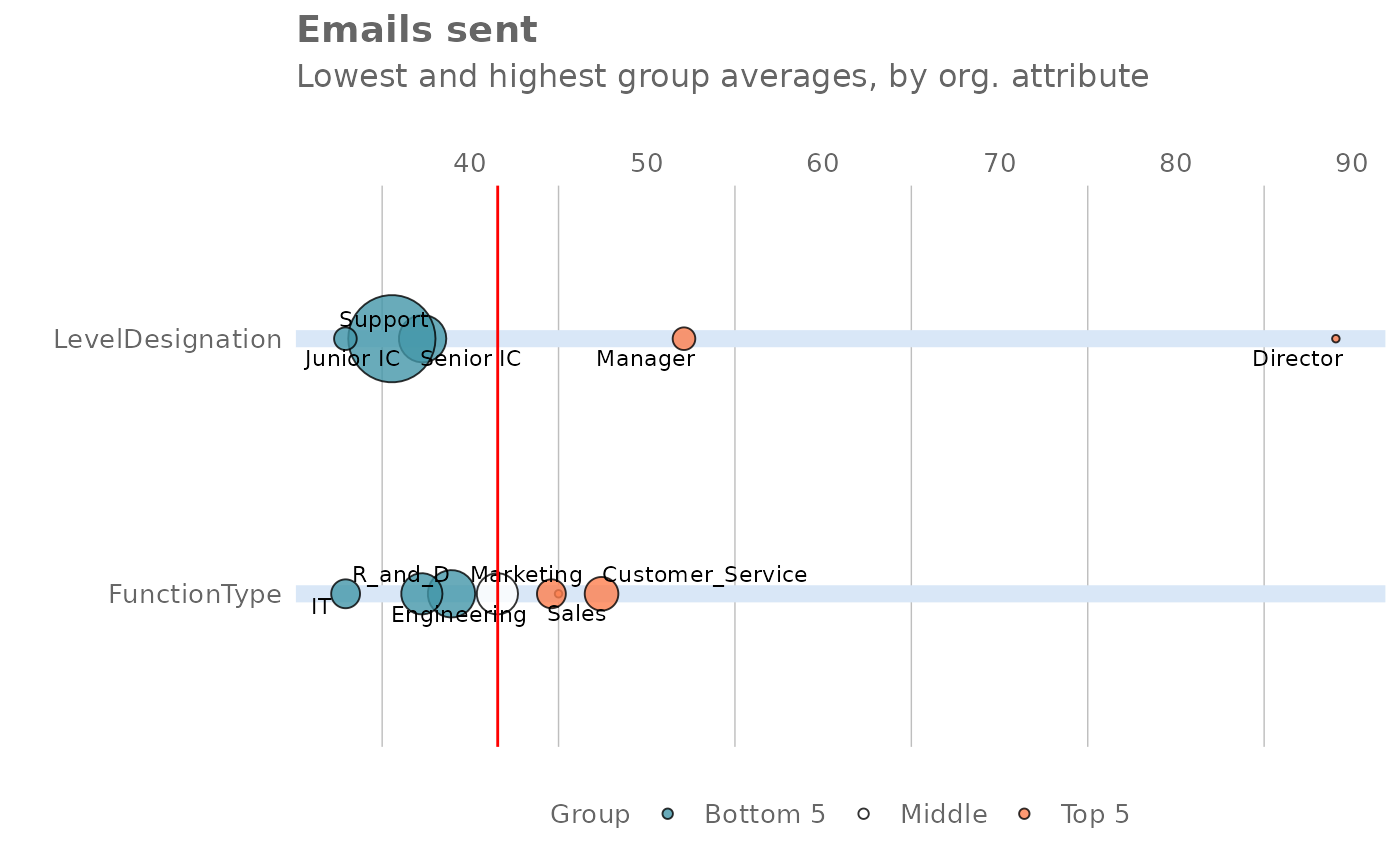 Emails sent
Lowest and highest group averages, by org. attribute
40 50 60 70 80 90
LevelDesignation
Support
Junior IC
Senior IC
Manager
Director
FunctionType
R_and_D
Marketing
Customer_Service
IT
Engineering
Sales
Group Bottom 5 Middle Top 5